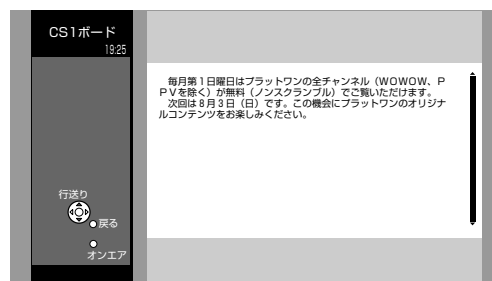 CS1ボード
19:25
毎月第1日曜日はプラットワンの全チャンネル（WOWOW、P
PVを除く）が無料（ノンスクランブル）でご覧いただけます。
次回は8月3日（日）です。この機会にプラットワンのオリジナ
ルコンテンツをお楽しみください。
行送り
戻る
オンエア